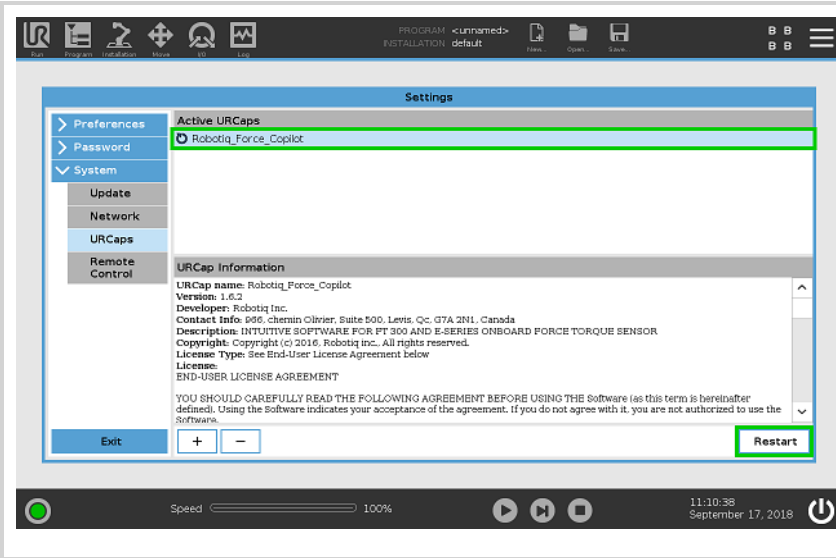 UR
PROGRAM <unnamed>
INSTALLATION default
Run Program Installation Move I/O Log
New... Open... Save...
B B
B B
Settings
Preferences
Password
System
Update
Network
URCaps
Remote
Control
Exit
Active URCaps
Robotiq_Force_Copilot
URCap Information
URCap name: Robotiq_Force_Copilot
Version: 1.6.2
Developer: Robotiq Inc.
Contact Info: 966, chemin Olivier, Suite 500, Levis, Qc, G7A 2N1, Canada
Description: INTUITIVE SOFTWARE FOR FT 300 AND E-SERIES ONBOARD FORCE TORQUE SENSOR
Copyright: Copyright (c) 2016, Robotiq inc., All rights reserved.
License Type: See End-User License Agreement below
License:
END-USER LICENSE AGREEMENT
YOU SHOULD CAREFULLY READ THE FOLLOWING AGREEMENT BEFORE USING THE Software (as this term is hereinafter
defined). Using the Software indicates your acceptance of the agreement. If you do not agree with it, you are not authorized to use the
Software.
+ −
Restart
Speed 100%
11:10:38
September 17, 2018